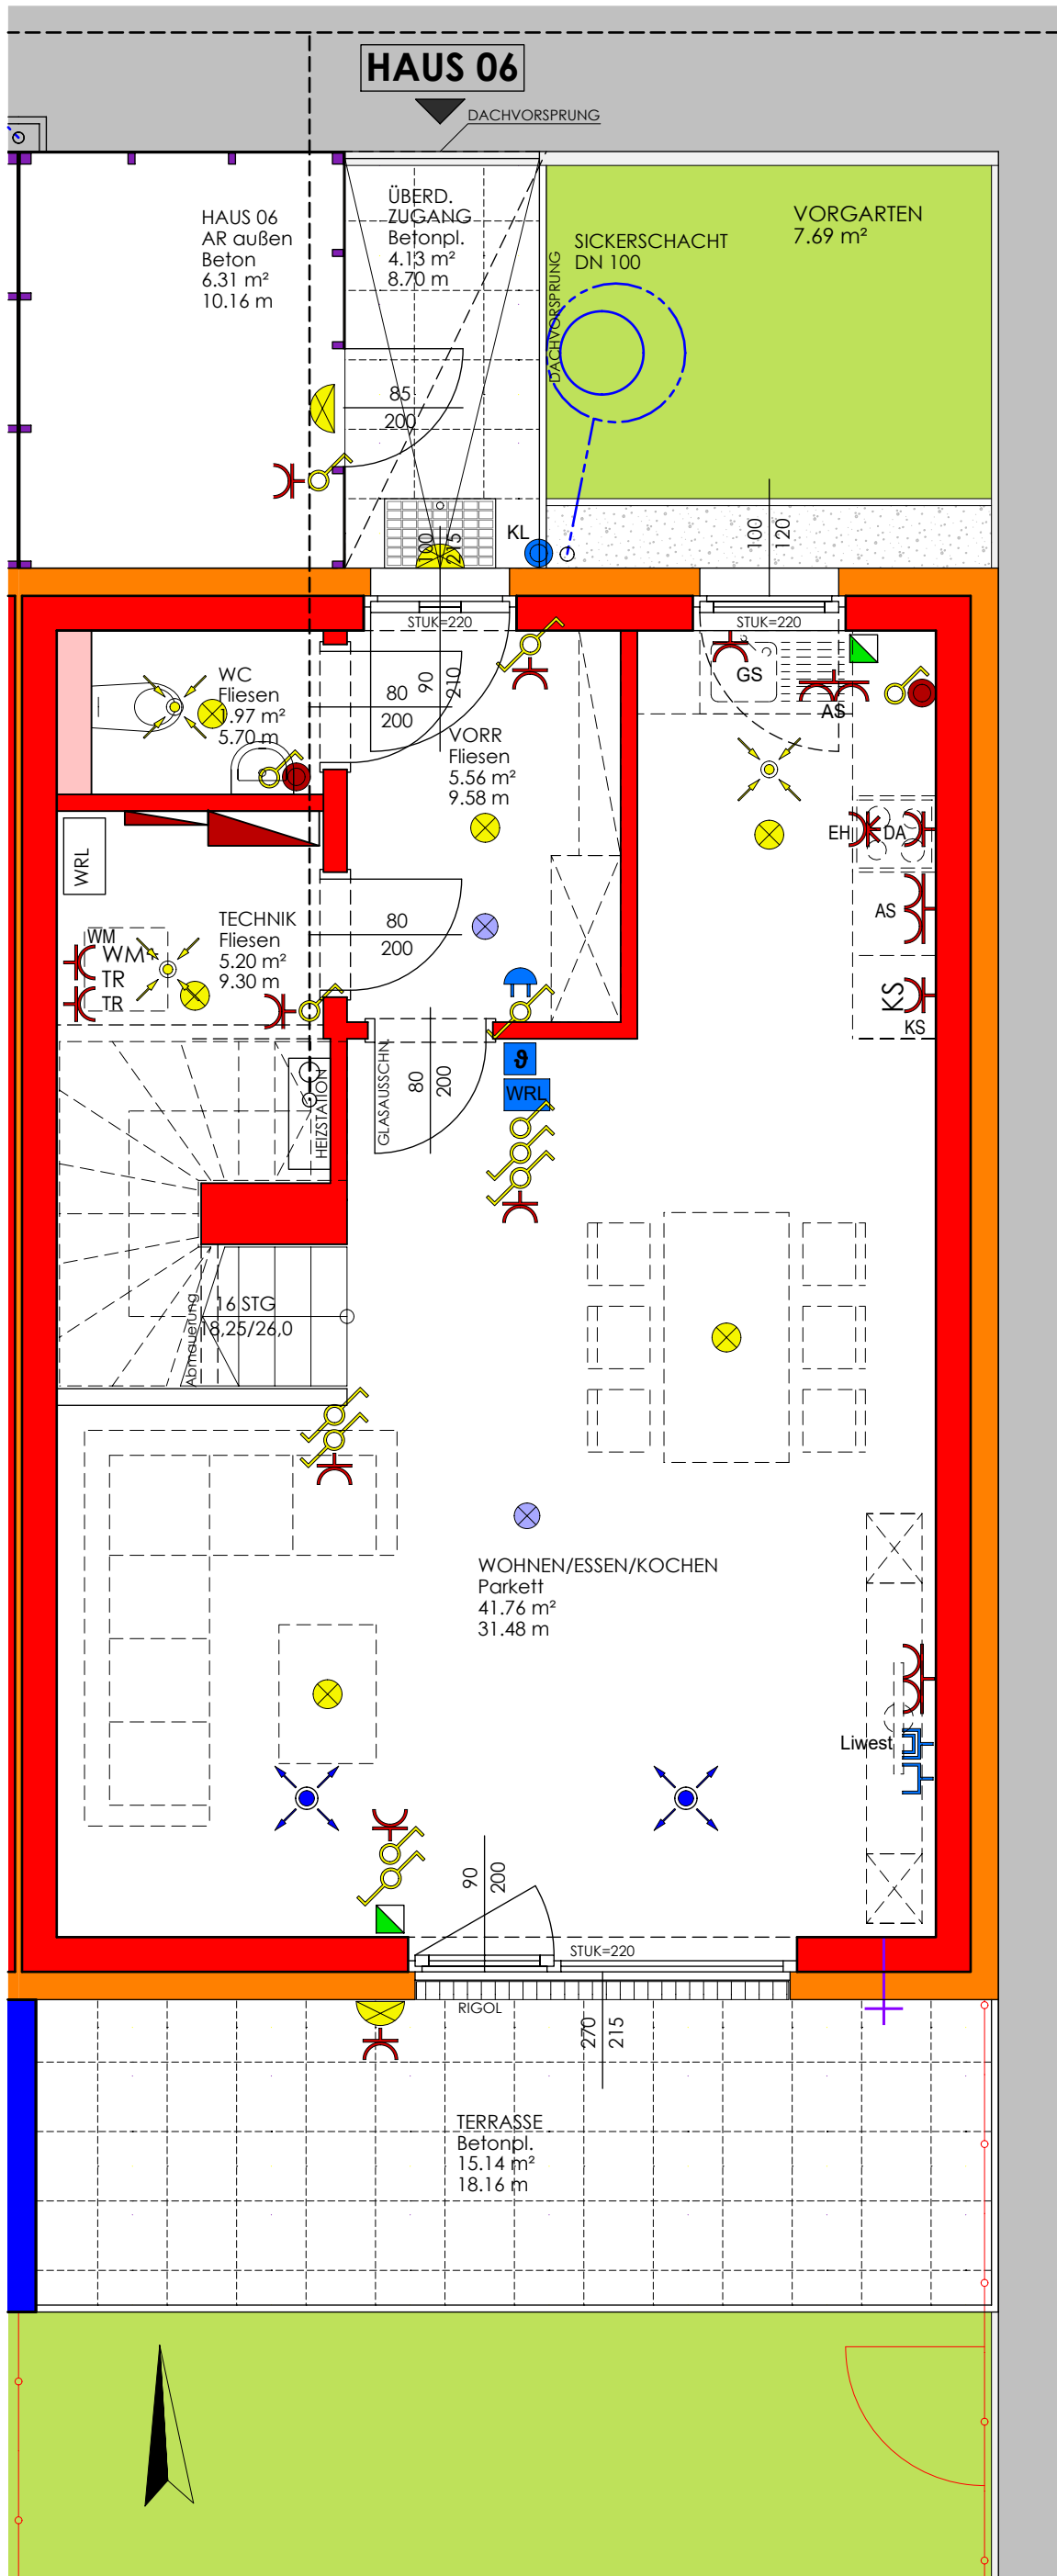 HAUS 06
DACHVORSPRUNG
HAUS 06
AR außen
Beton
6.31 m²
10.16 m
ÜBERD.
ZUGANG
Betonpl.
4.13 m²
8.70 m
VORGARTEN
7.69 m²
SICKERSCHACHT
DN 100
DACHVORSPRUNG
85
200
KL
215
100
120
STUK=220
STUK=220
WC
Fliesen
5.70 m
80
200
90
210
VORR
Fliesen
5.56 m²
9.58 m
GS
AS
EH
DA
AS
KS
KS
WRL
TECHNIK
Fliesen
5.20 m²
9.30 m
WM
WM
TR
TR
80
200
GLASAUSSCHN.
80
200
ϑ
WRL
HEIZSTATION
Abmauerung
16 STG
18,25/26,0
WOHNEN/ESSEN/KOCHEN
Parkett
41.76 m²
31.48 m
Liwest
90
200
STUK=220
RIGOL
270
215
TERRASSE
Betonpl.
15.14 m²
18.16 m